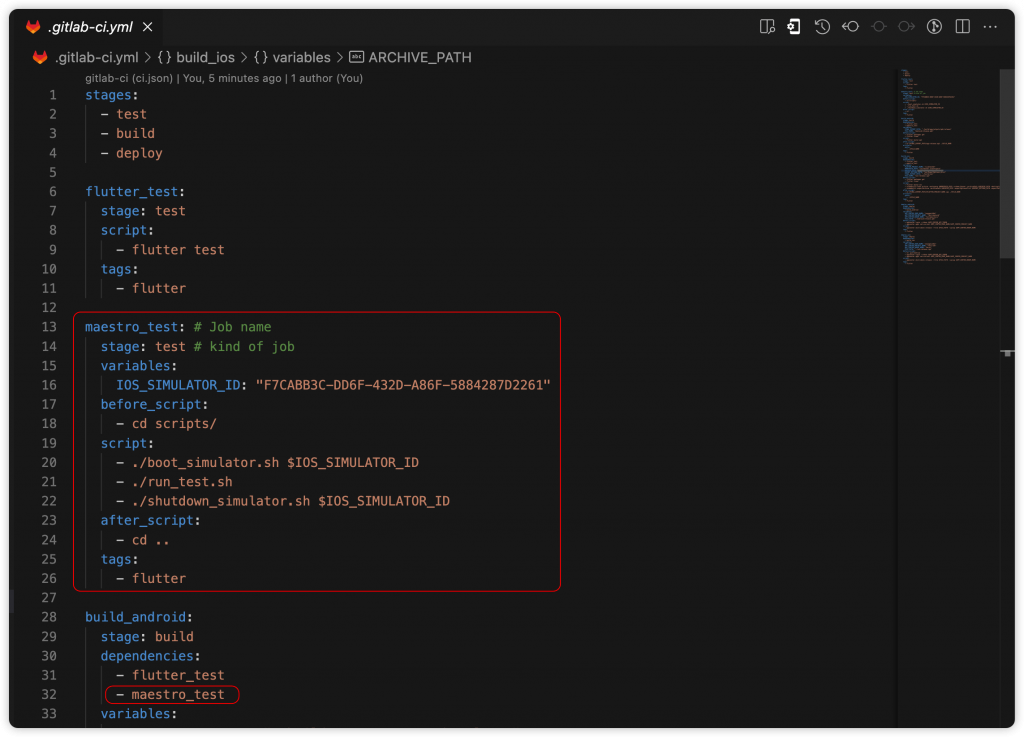 .gitlab-ci.yml
.gitlab-ci.yml > {} build_ios > {} variables > abc ARCHIVE_PATH
gitlab-ci (ci.json) | You, 5 minutes ago | 1 author (You)
1 stages:
2   - test
3   - build
4   - deploy
5
6 flutter_test:
7   stage: test
8   script:
9     - flutter test
10   tags:
11     - flutter
12
13 maestro_test: # Job name
14   stage: test # kind of job
15   variables:
16     IOS_SIMULATOR_ID: "F7CABB3C-DD6F-432D-A86F-5884287D2261"
17   before_script:
18     - cd scripts/
19   script:
20     - ./boot_simulator.sh $IOS_SIMULATOR_ID
21     - ./run_test.sh
22     - ./shutdown_simulator.sh $IOS_SIMULATOR_ID
23   after_script:
24     - cd ..
25   tags:
26     - flutter
27
28 build_android:
29   stage: build
30   dependencies:
31     - flutter_test
32     - maestro_test
33   variables: